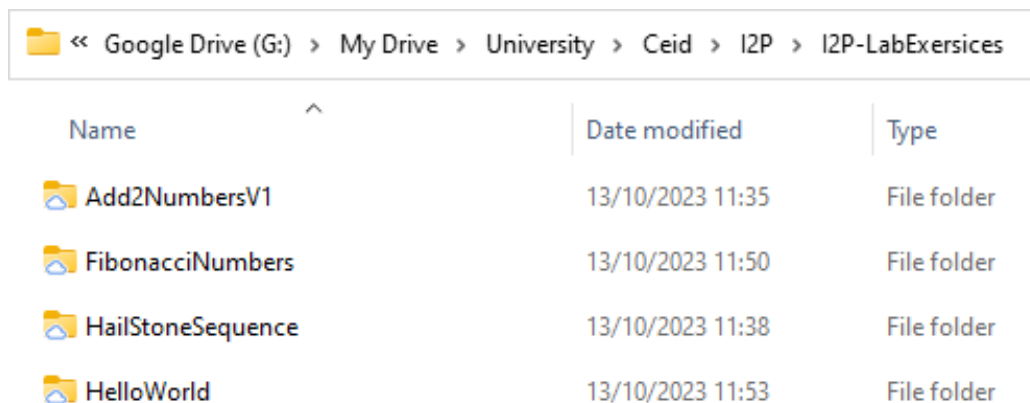 « Google Drive (G:) > My Drive > University > Ceid > I2P > I2P-LabExersices
Name Date modified Type
Add2NumbersV1 13/10/2023 11:35 File folder
FibonacciNumbers 13/10/2023 11:50 File folder
HailStoneSequence 13/10/2023 11:38 File folder
HelloWorld 13/10/2023 11:53 File folder